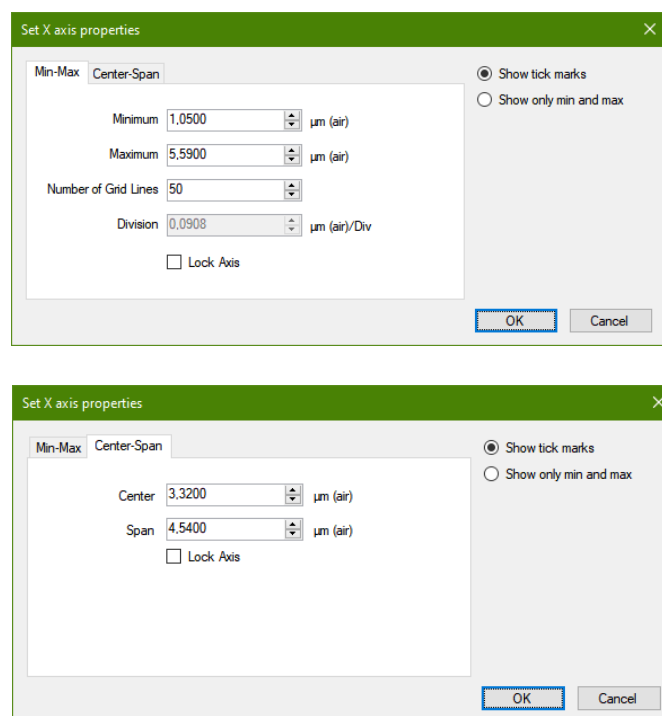 Set X axis properties
Min-Max Center-Span
Show tick marks
Show only min and max
Minimum 1,0500 µm (air)
Maximum 5,5900 µm (air)
Number of Grid Lines 50
Division 0,0908 µm (air)/Div
Lock Axis
OK Cancel
Set X axis properties
Min-Max Center-Span
Show tick marks
Show only min and max
Center 3,3200 µm (air)
Span 4,5400 µm (air)
Lock Axis
OK Cancel